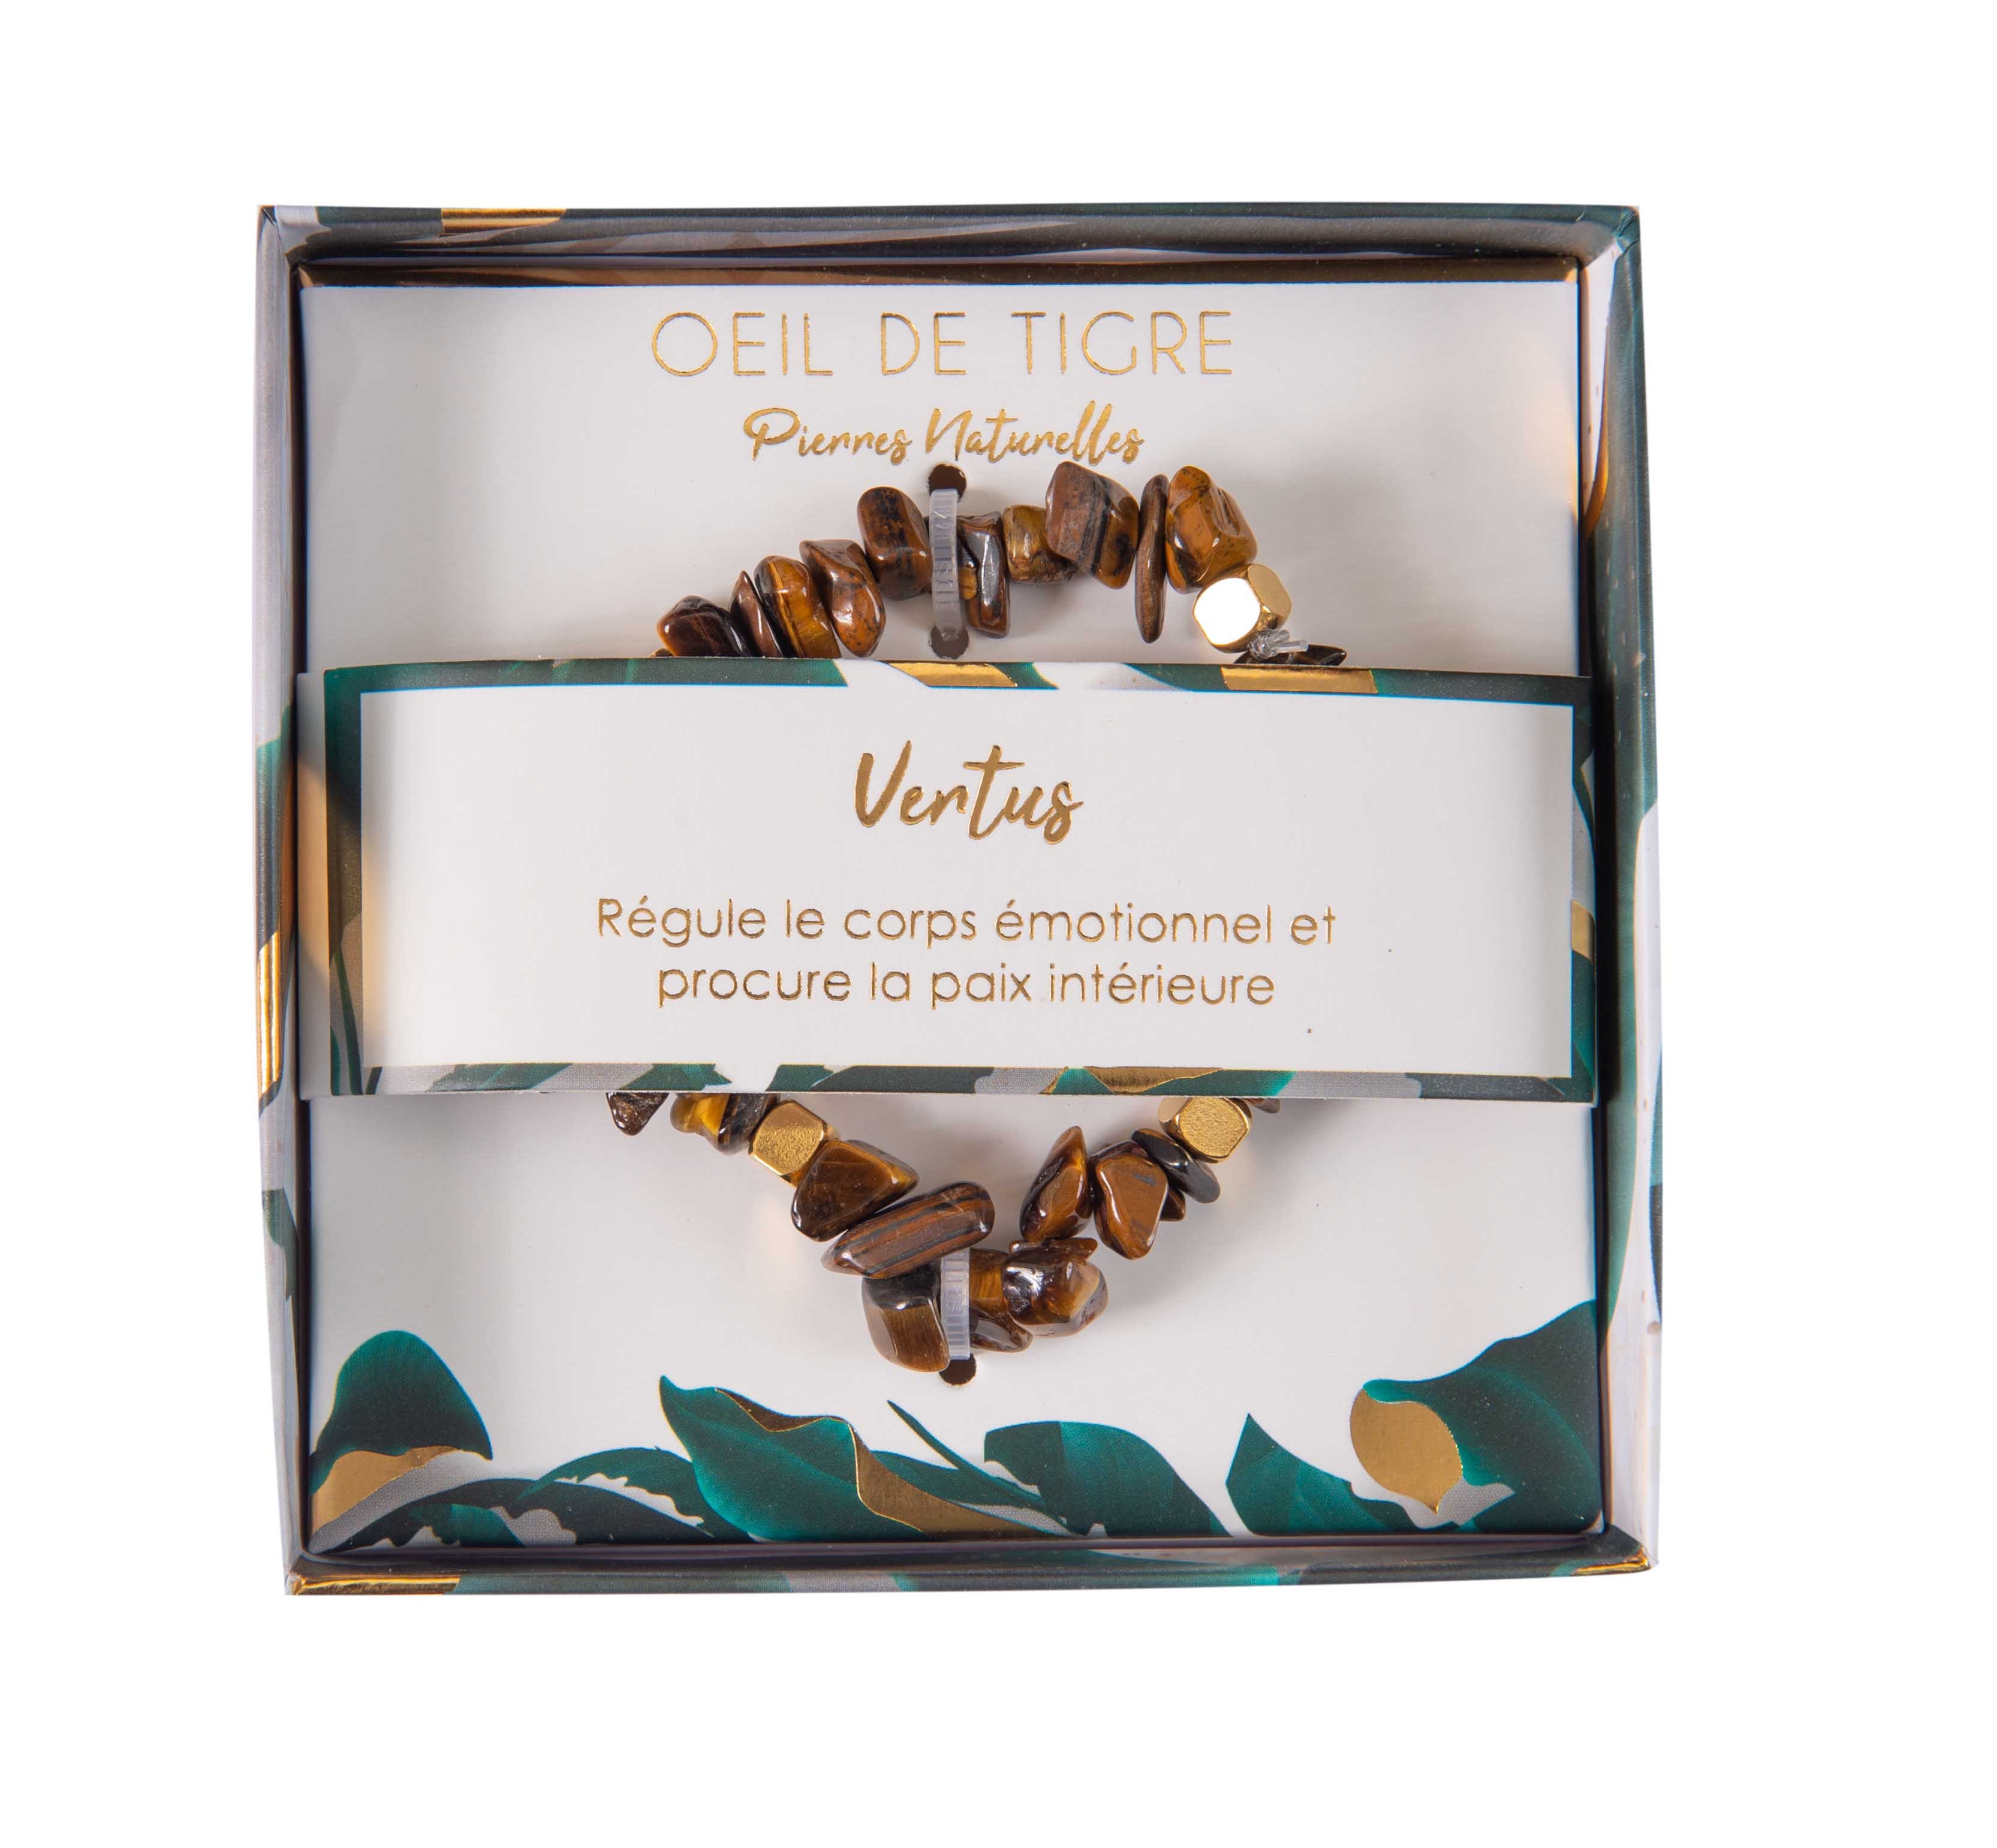 OEIL DE TIGRE
Pierres Naturelles
Vertus
Régule le corps émotionnel et
procure la paix intérieure